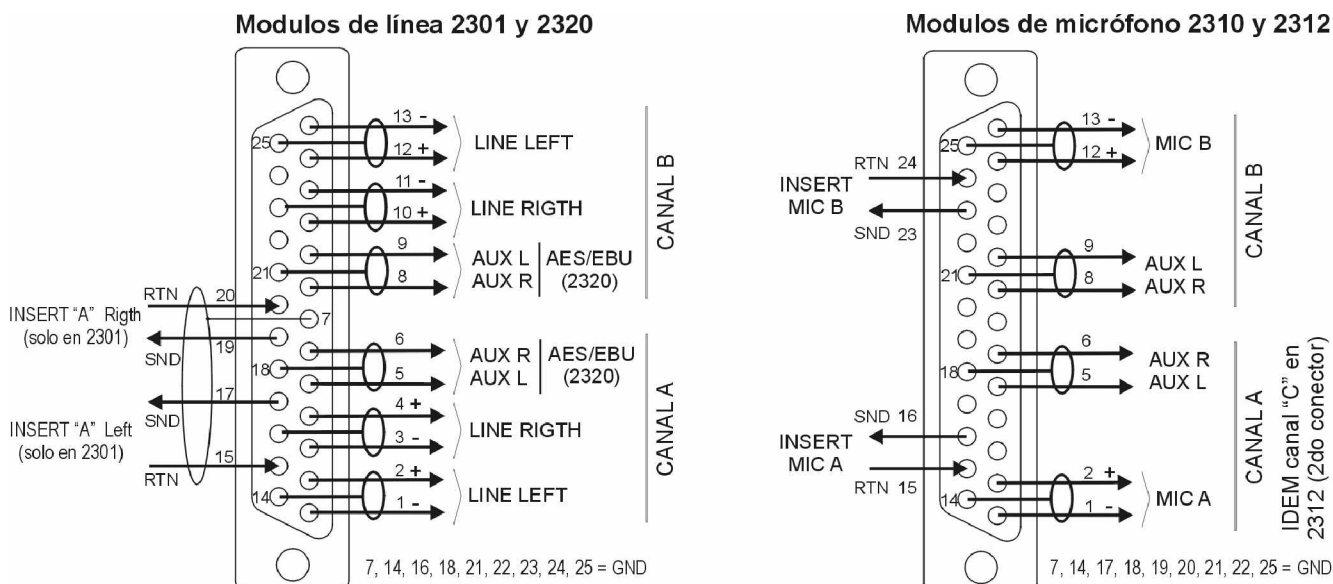 Modulos de línea 2301 y 2320
13 -
25
12 +
LINE LEFT
11 -
10 +
LINE RIGTH
9
21
8
AUX L
AUX R
AES/EBU
(2320)
CANAL B
RTN 20
7
INSERT "A" Rigth
(solo en 2301)
SND 19
6
18
5
AUX R
AUX L
AES/EBU
(2320)
17
SND
4 +
3 -
LINE RIGTH
INSERT "A" Left
(solo en 2301)
15
RTN
2 +
14
1 -
LINE LEFT
CANAL A
7, 14, 16, 18, 21, 22, 23, 24, 25 = GND
Modulos de micrófono 2310 y 2312
13 -
25
12 +
MIC B
RTN 24
INSERT
MIC B
SND 23
9
21
8
AUX L
AUX R
CANAL B
6
18
5
AUX R
AUX L
SND 16
INSERT
MIC A
RTN 15
2 +
14
1 -
MIC A
CANAL A
IDEM canal "C" en
2312 (2do conector)
7, 14, 17, 18, 19, 20, 21, 22, 25 = GND